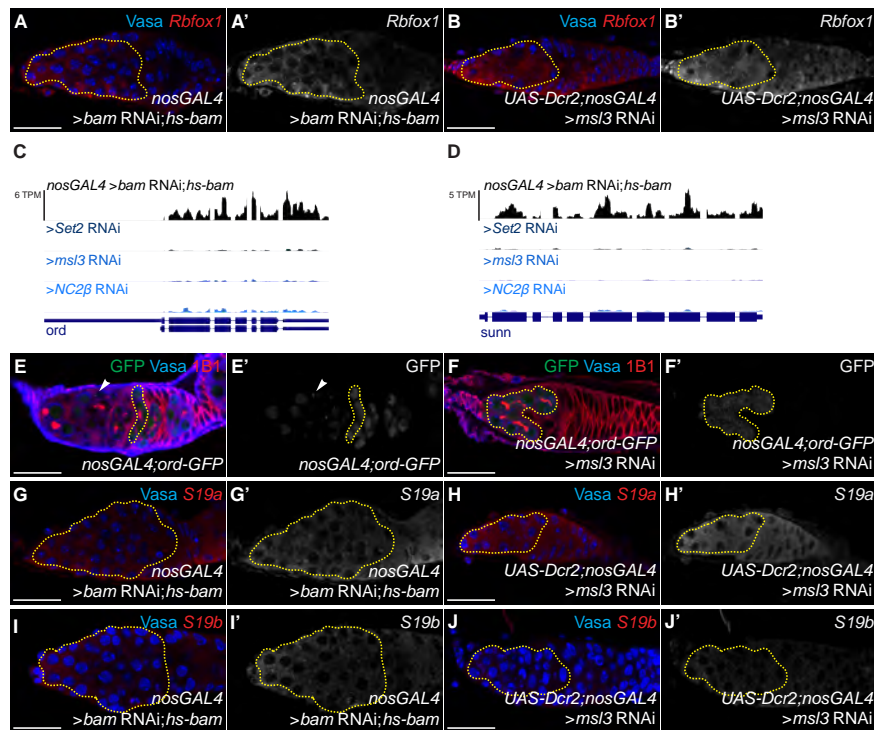 A Vasa Rbfox1
nosGAL4
>bam RNAi;hs-bam
A' Rbfox1
nosGAL4
>bam RNAi;hs-bam
B Vasa Rbfox1
UAS-Dcr2;nosGAL4
>msl3 RNAi
B' Rbfox1
UAS-Dcr2;nosGAL4
>msl3 RNAi
C
6 TPM
nosGAL4 >bam RNAi;hs-bam
>Set2 RNAi
>msl3 RNAi
>NC2β RNAi
ord
D
5 TPM
nosGAL4 >bam RNAi;hs-bam
>Set2 RNAi
>msl3 RNAi
>NC2β RNAi
sunn
E GFP Vasa 1B1
nosGAL4;ord-GFP
E' GFP
nosGAL4;ord-GFP
F GFP Vasa 1B1
nosGAL4;ord-GFP
>msl3 RNAi
F' GFP
nosGAL4;ord-GFP
>msl3 RNAi
G Vasa S19a
nosGAL4
>bam RNAi;hs-bam
G' S19a
nosGAL4
>bam RNAi;hs-bam
H Vasa S19a
UAS-Dcr2;nosGAL4
>msl3 RNAi
H' S19a
UAS-Dcr2;nosGAL4
>msl3 RNAi
I Vasa S19b
nosGAL4
>bam RNAi;hs-bam
I' S19b
nosGAL4
>bam RNAi;hs-bam
J Vasa S19b
UAS-Dcr2;nosGAL4
>msl3 RNAi
J' S19b
UAS-Dcr2;nosGAL4
>msl3 RNAi